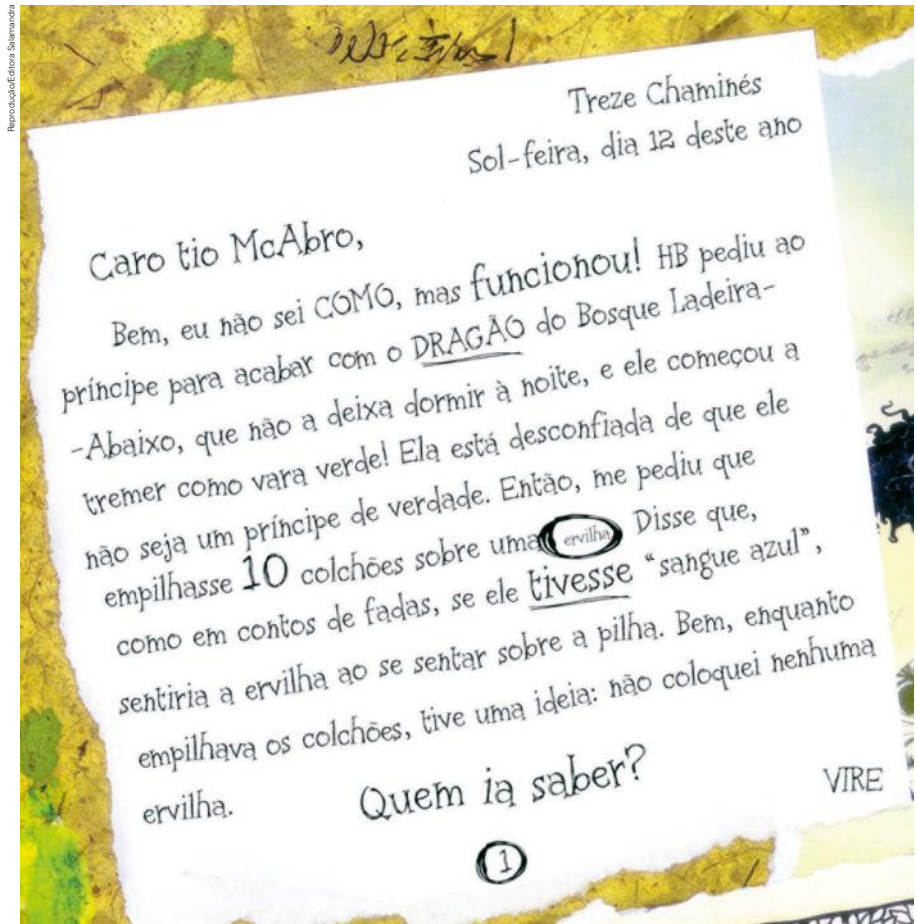 Reprodução/Editora Salamandra
Treze Chaminés
Sol-feira, dia 12 deste ano
Caro tio McAbro,
Bem, eu não sei COMO, mas funcionou! HB pediu ao
príncipe para acabar com o DRAGÃO do Bosque Ladeira-
-Abaixo, que não a deixa dormir à noite, e ele começou a
tremer como vara verde! Ela está desconfiada de que ele
não seja um príncipe de verdade. Então, me pediu que
empilhasse 10 colchões sobre uma ervilha Disse que,
como em contos de fadas, se ele tivesse “sangue azul”,
sentiria a ervilha ao se sentar sobre a pilha. Bem, enquanto
empilhava os colchões, tive uma ideia: não coloquei nenhuma
ervilha.
Quem ia saber?
VIRE
1